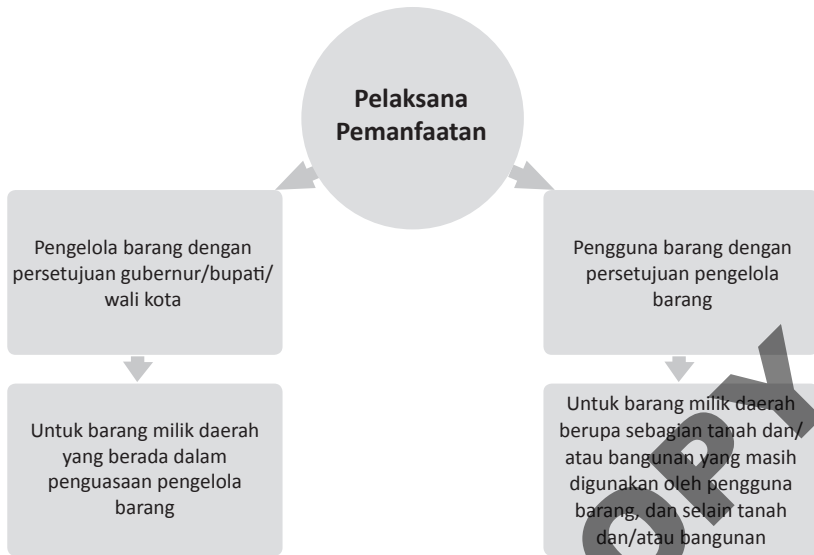 Pelaksana
Pemanfaatan
Pengelola barang dengan
persetujuan gubernur/bupati/
wali kota
Pengguna barang dengan
persetujuan pengelola
barang
Untuk barang milik daerah
yang berada dalam
penguasaan pengelola
barang
Untuk barang milik daerah
berupa sebagian tanah dan/
atau bangunan yang masih
digunakan oleh pengguna
barang, dan selain tanah
dan/atau bangunan
OPY